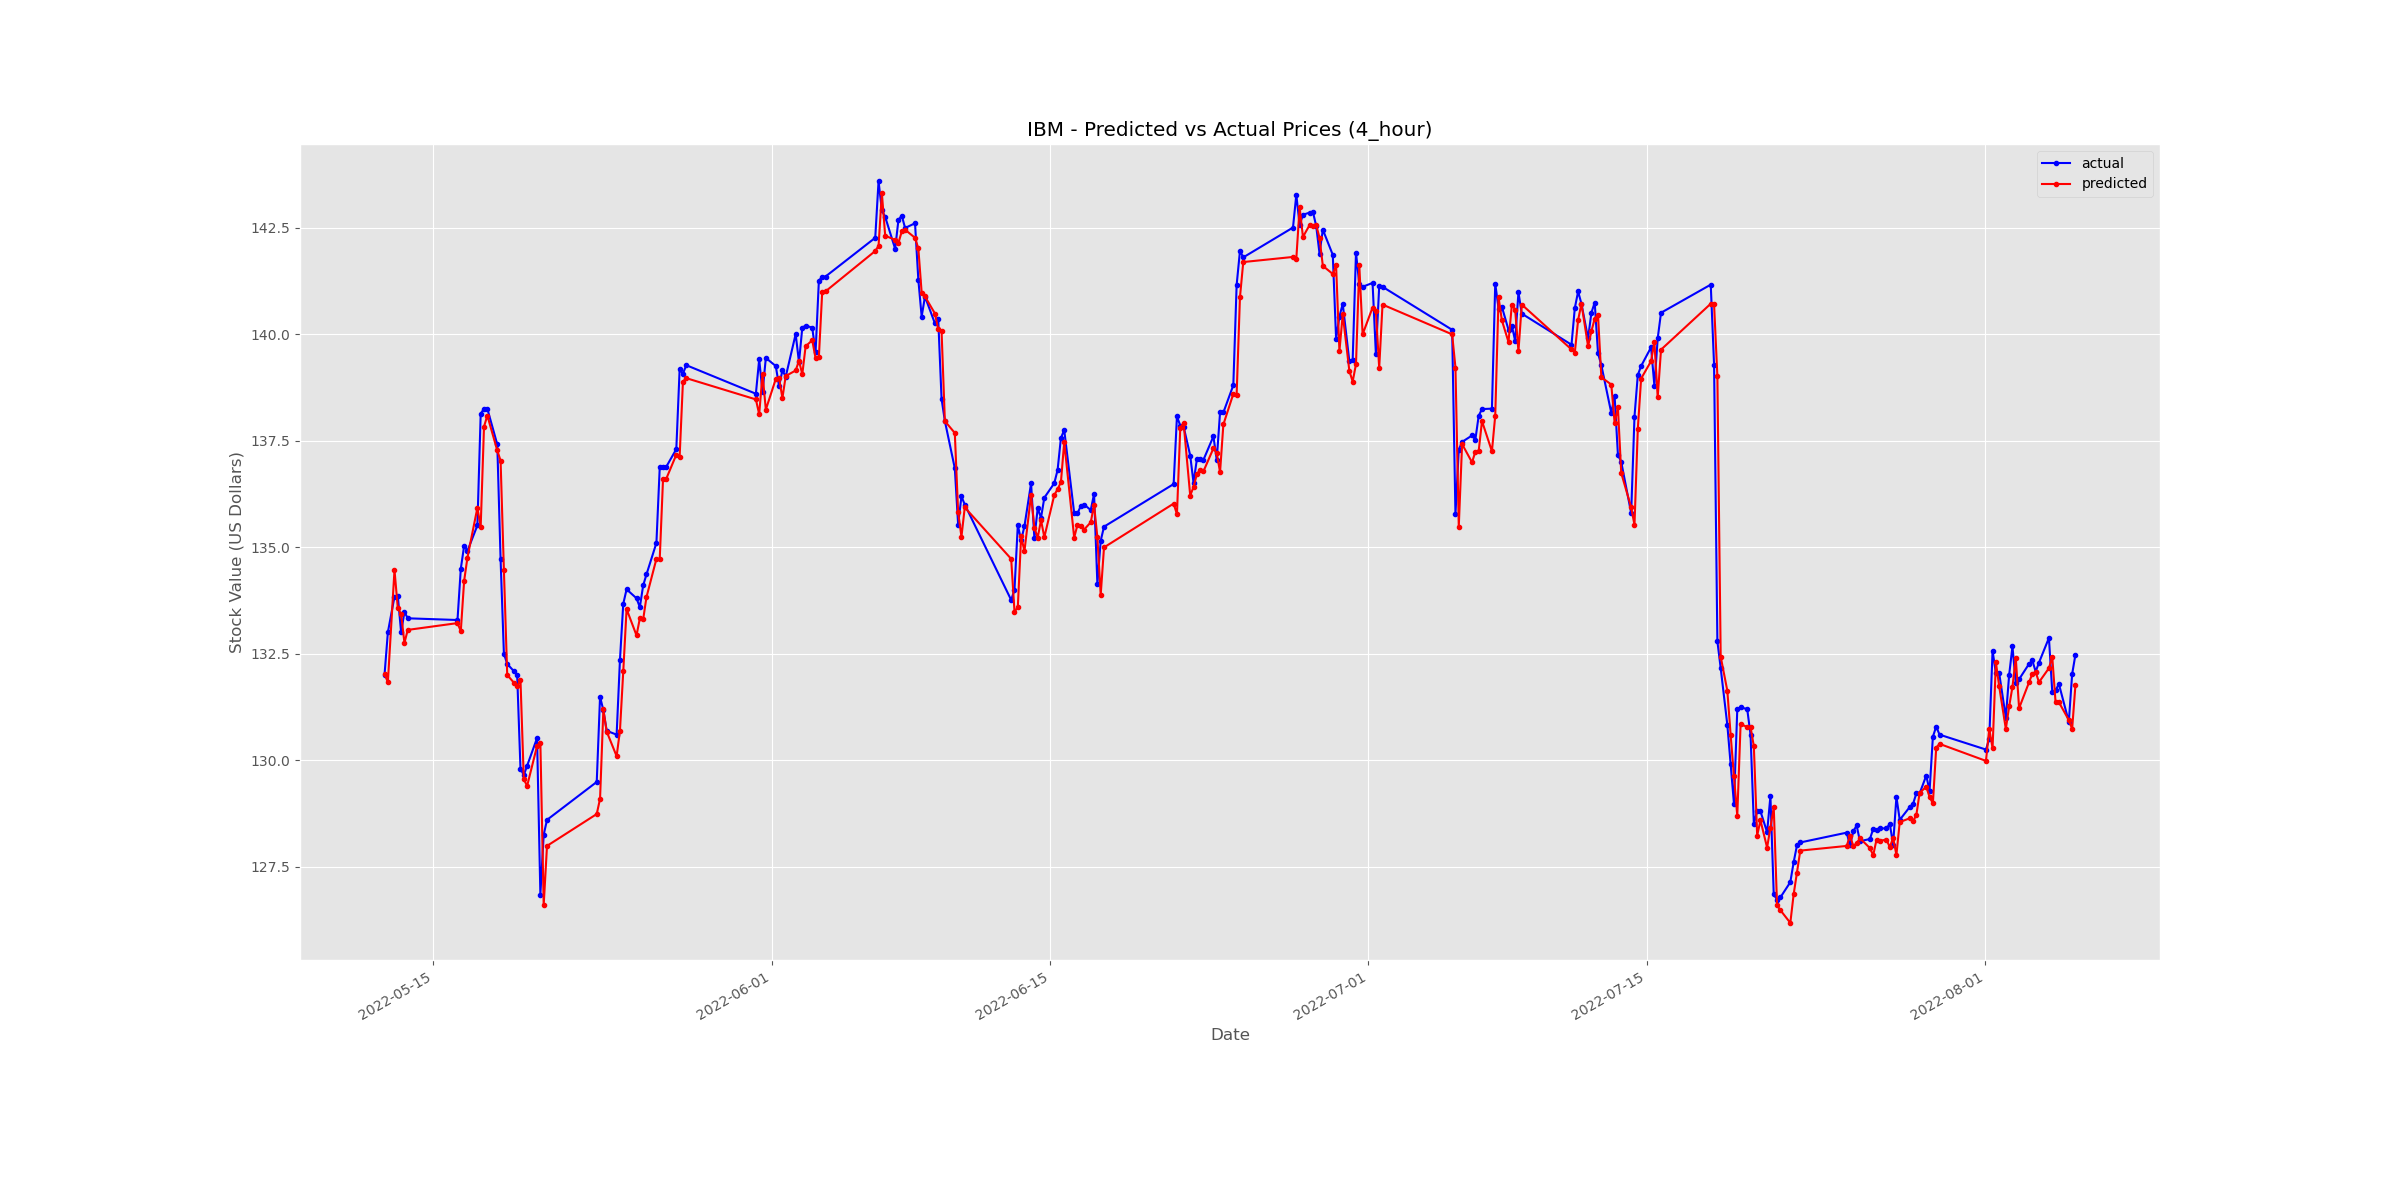 IBM - Predicted vs Actual Prices (4_hour)
actual
predicted
Stock Value (US Dollars)
142.5
140.0
137.5
135.0
132.5
130.0
127.5
2022-05-15
2022-06-01
2022-06-15
2022-07-01
2022-07-15
2022-08-01
Date